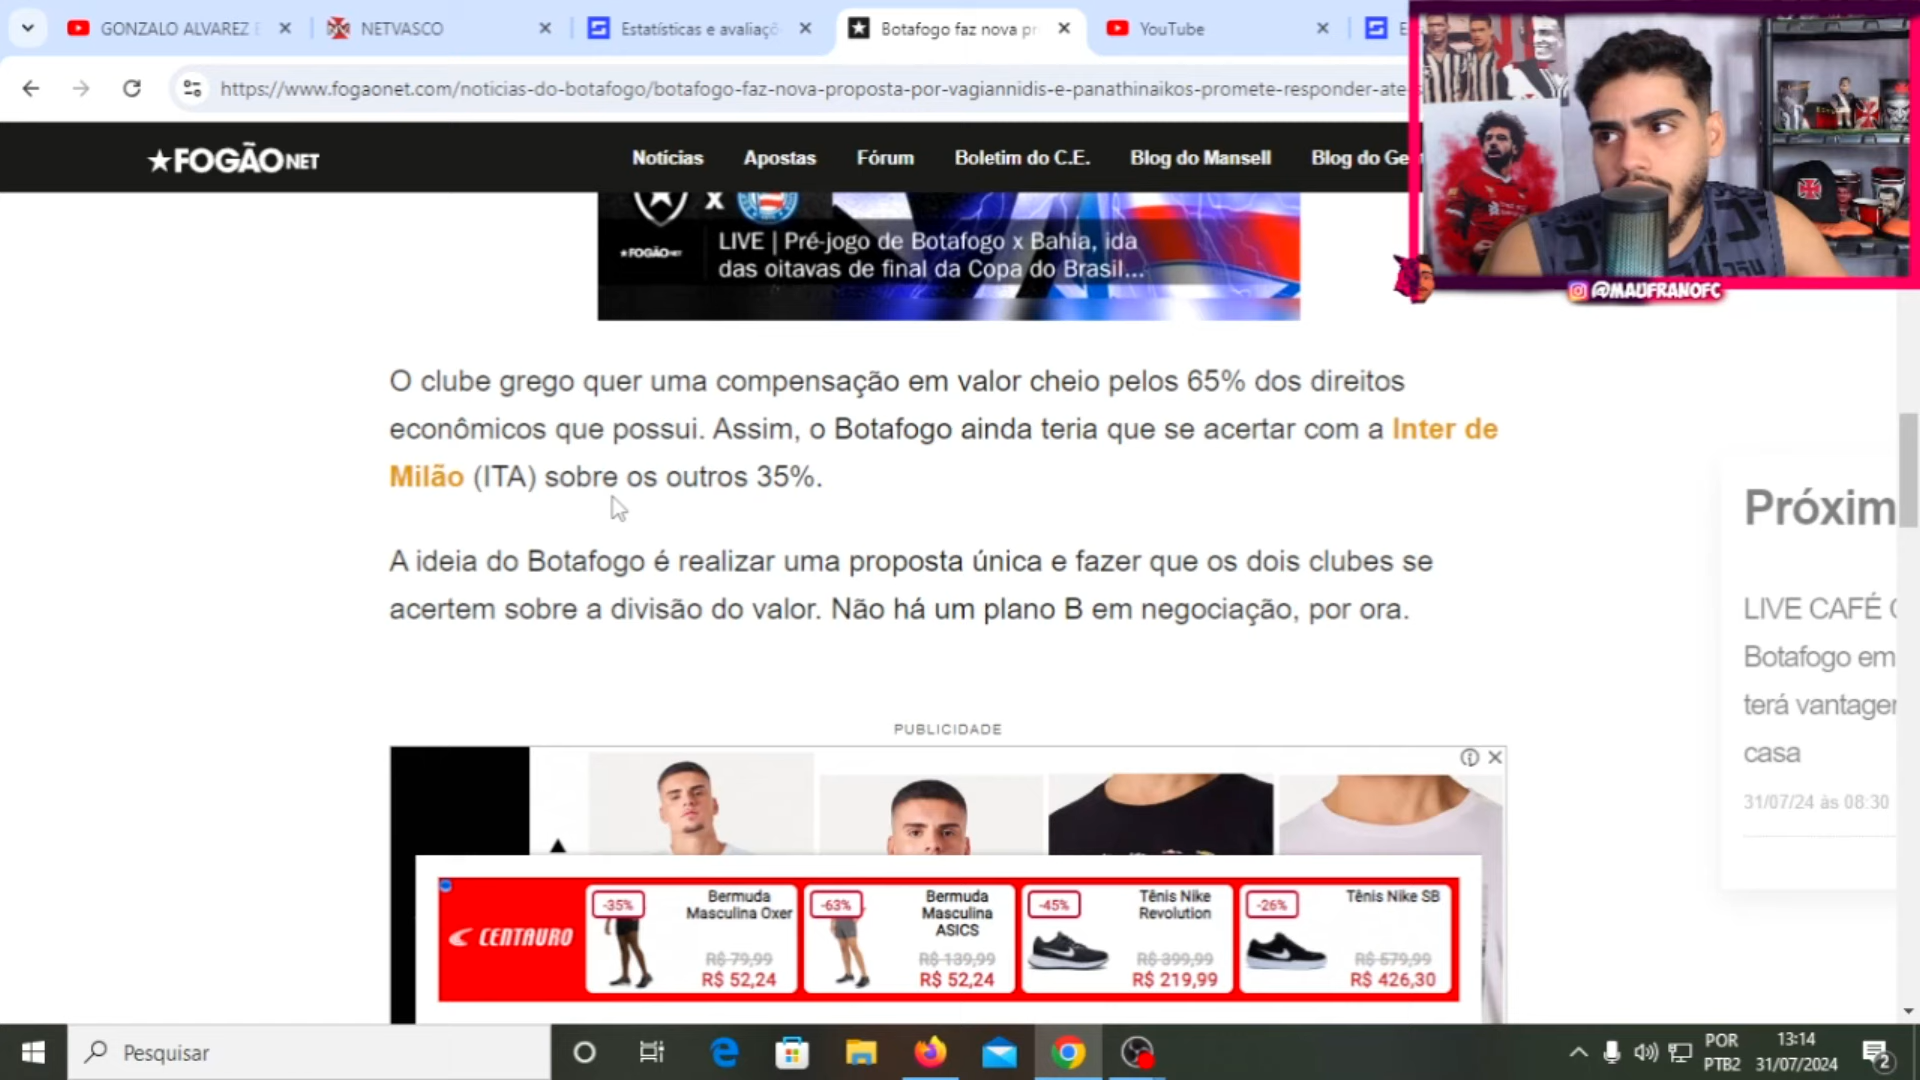 GONZALO ALVAREZ E
NETVASCO
Estatísticas e avaliaçõ
Botafogo faz nova pr
YouTube
https://www.fogaonet.com/noticias-do-botafogo/botafogo-faz-nova-proposta-por-vagiannidis-e-panathinaikos-promete-responder-ate-
FOGÃO NET
Notícias
Apostas
Fórum
Boletim do C.E.
Blog do Mansell
Blog do Ge
X
FOGÃONET
LIVE | Pré-jogo de Botafogo x Bahia, ida
das oitavas de final da Copa do Brasil...
@MAUFRANOFC
O clube grego quer uma compensação em valor cheio pelos 65% dos direitos
econômicos que possui. Assim, o Botafogo ainda teria que se acertar com a Inter de
Milão (ITA) sobre os outros 35%.
A ideia do Botafogo é realizar uma proposta única e fazer que os dois clubes se
acertem sobre a divisão do valor. Não há um plano B em negociação, por ora.
Próxim
LIVE CAFÉ
Botafogo em
terá vantager
casa
31/07/24 às 08:30
PUBLICIDADE
CENTAURO
-35%
Bermuda
Masculina Oxer
R$ 79,99
R$ 52,24
-63%
Bermuda
Masculina
ASICS
R$ 139,99
R$ 52,24
-45%
Tênis Nike
Revolution
R$ 399,99
R$ 219,99
-26%
Tênis Nike SB
R$ 579,99
R$ 426,30
Pesquisar
POR
PTB2
13:14
31/07/2024
2